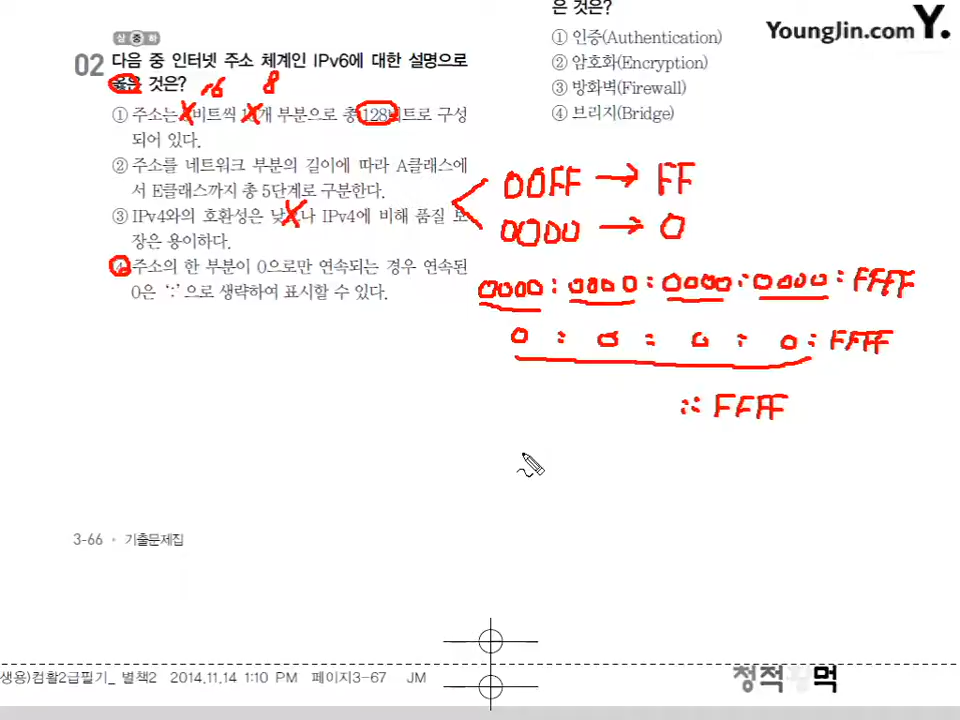 상 중 하
02 다음 중 인터넷 주소 체계인 IPv6에 대한 설명으로
옳은 것은?
16 8
① 주소는 비트씩 개 부분으로 총 128비트로 구성
되어 있다.
② 주소를 네트워크 부분의 길이에 따라 A클래스에
서 E클래스까지 총 5단계로 구분한다.
③ IPv4와의 호환성은 낮으나 IPv4에 비해 품질 보
장은 용이하다.
④ 주소의 한 부분이 0으로만 연속되는 경우 연속된
0은 '::'으로 생략하여 표시할 수 있다.
3-66 • 기출문제집
은 것은?
① 인증(Authentication)
② 암호화(Encryption)
③ 방화벽(Firewall)
④ 브리지(Bridge)
YoungJin.com Y.
00FF → FF
0000 → 0
0000 : 0000 : 0000 : 0000 : FFFF
0 : 0 : 0 : 0 : FFFF
:: FFFF
생용)컴활2급필기_ 별책2 2014.11.14 1:10 PM 페이지3-67 JM